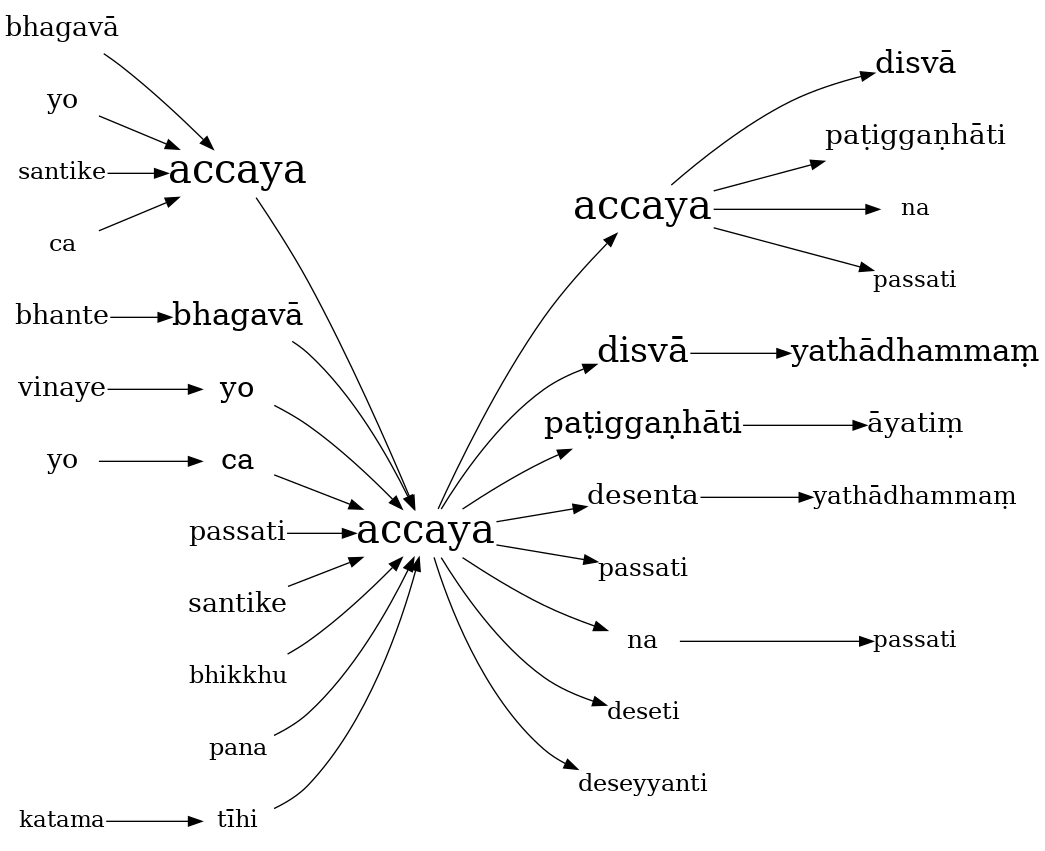 bhagavā
yo
santike
ca
accaya
bhante
bhagavā
vinaye
yo
yo
ca
passati
santike
bhikkhu
pana
katama
tīhi
accaya
accaya
disvā
paṭiggaṇhāti
na
passati
disvā
yathādhammaṃ
paṭiggaṇhāti
āyatiṃ
desenta
yathādhammaṃ
passati
na
passati
deseti
deseyyanti